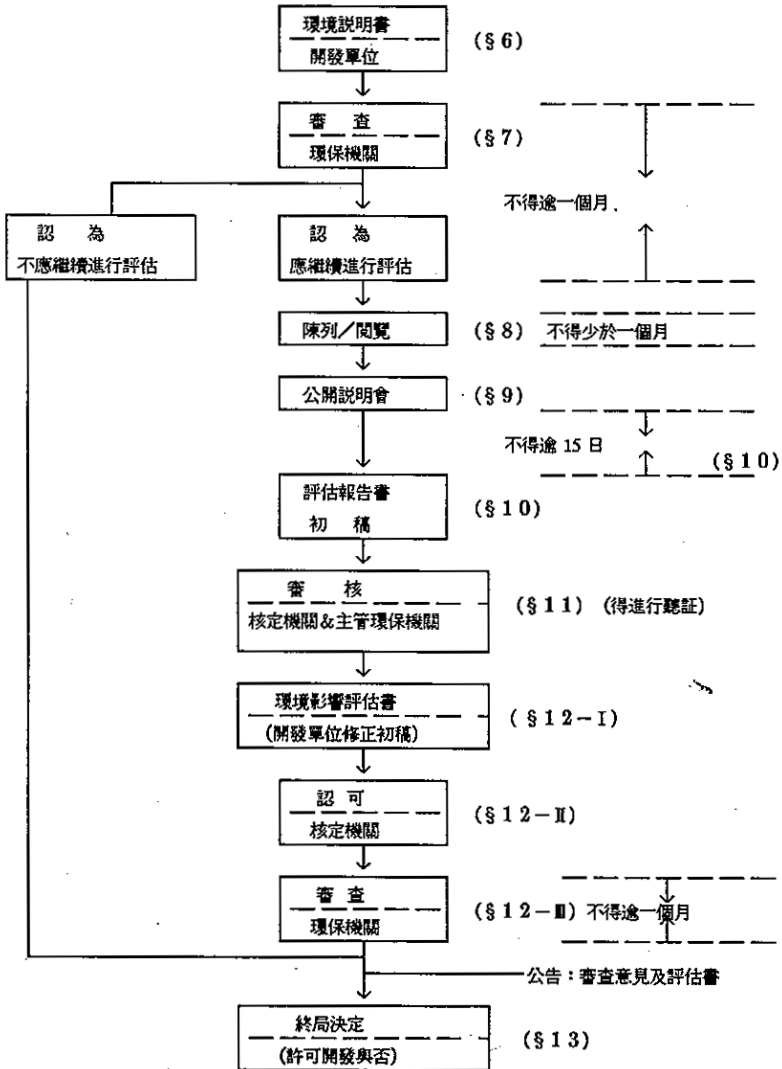 環境説明書 (§6)
開發單位
審查 (§7)
環保機關
不得逾一個月
認為
不應繼續進行評估
認為
應繼續進行評估
陳列／閱覽 (§8) 不得少於一個月
公開説明會 (§9)
不得逾 15 日 (§10)
評估報告書 (§10)
初稿
審核 (§11) (得進行聽証)
核定機關＆主管環保機關
環境影響評估書 (§12-I)
(開發單位修正初稿)
認可 (§12-II)
核定機關
審查 (§12-III) 不得逾一個月
環保機關
公告：審查意見及評估書
終局決定 (§13)
(許可開發與否)